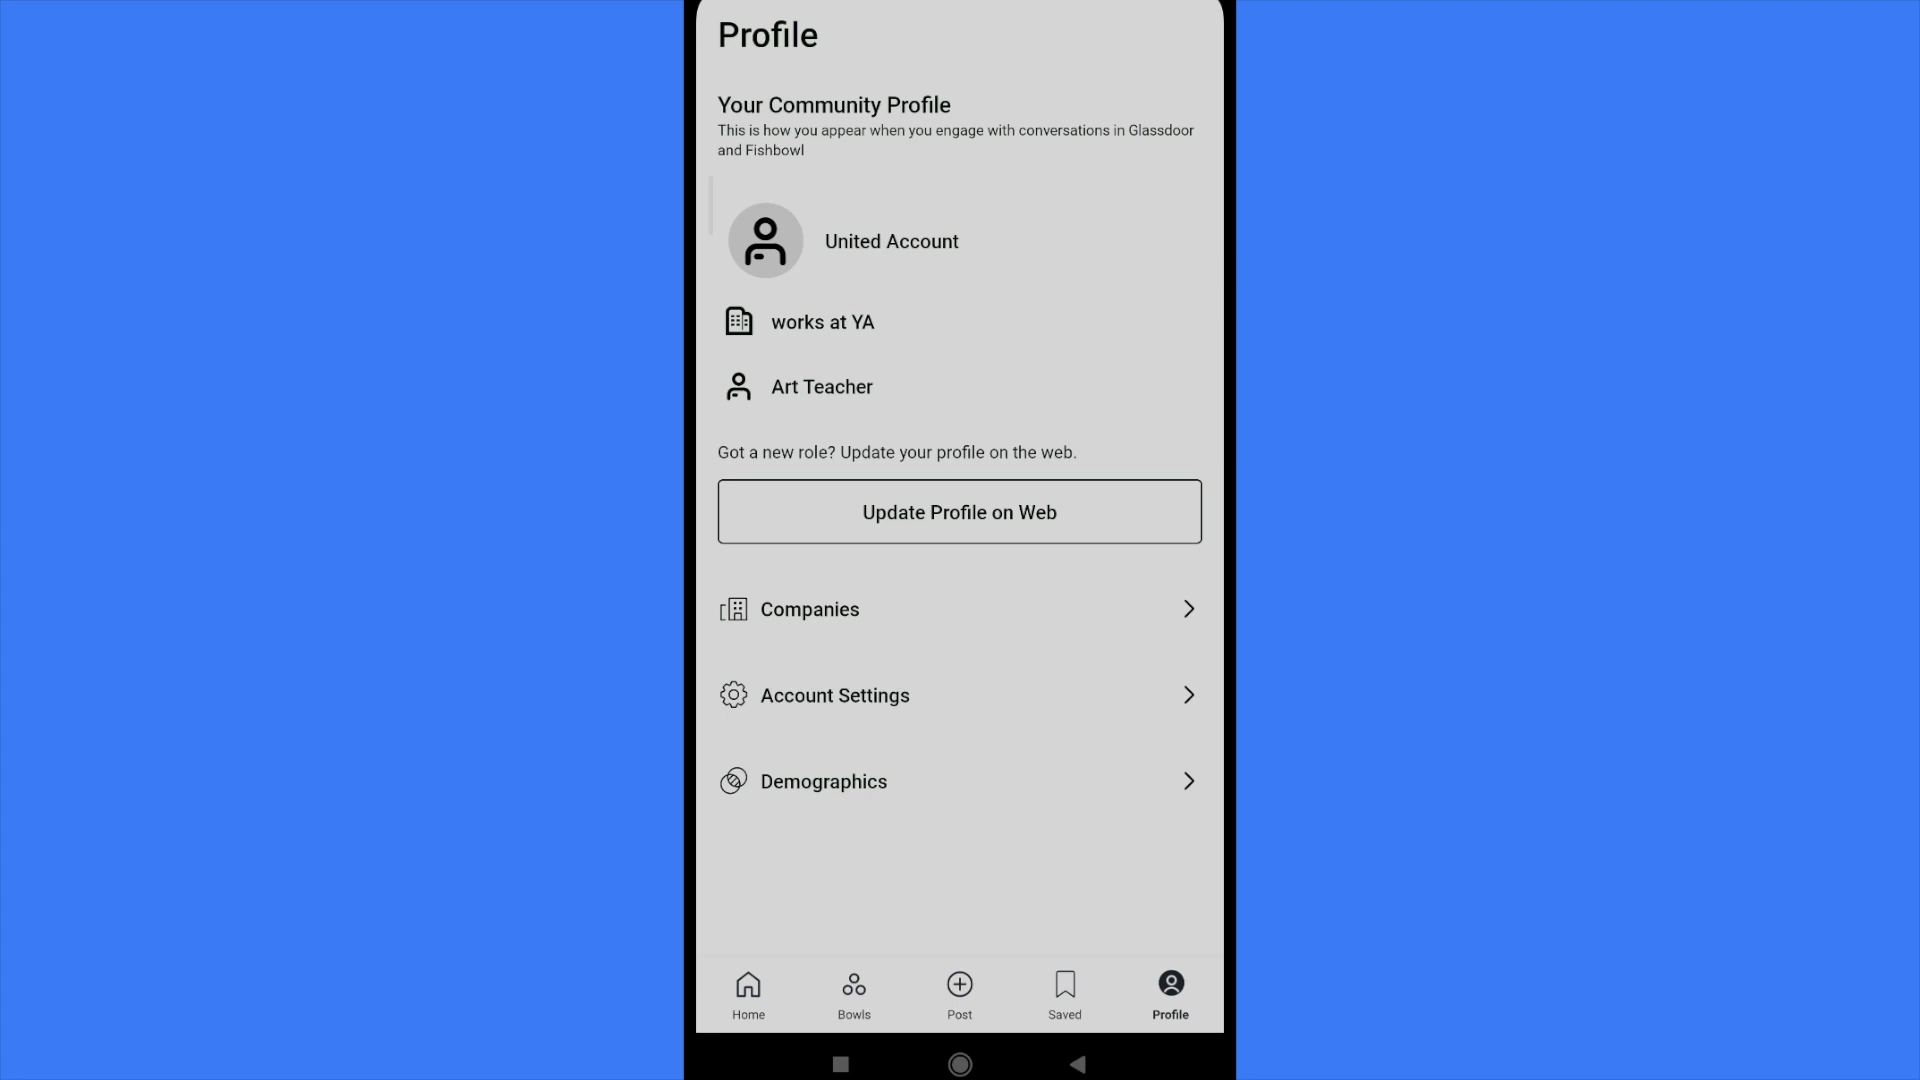 Profile
Your Community Profile
This is how you appear when you engage with conversations in Glassdoor
and Fishbowl
United Account
works at YA
Art Teacher
Got a new role? Update your profile on the web.
Update Profile on Web
Companies
Account Settings
Demographics
Home
Bowls
Post
Saved
Profile